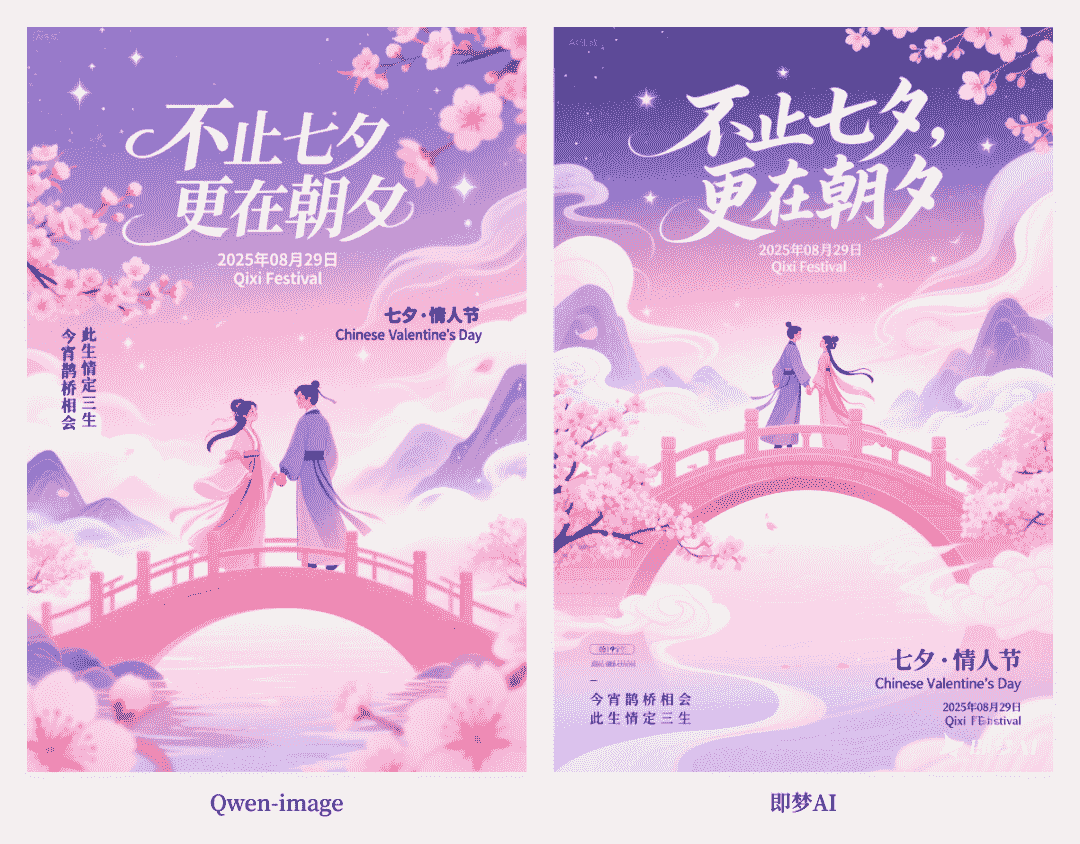 不止七夕
更在朝夕
2025年08月29日
Qixi Festival
七夕·情人节
Chinese Valentine's Day
此生情定三生
今宵鹊桥相会
Qwen-image
不止七夕,
更在朝夕
2025年08月29日
Qixi Festival
今宵鹊桥相会
此生情定三生
七夕·情人节
Chinese Valentine's Day
2025年08月29日
即梦AI
即梦AI